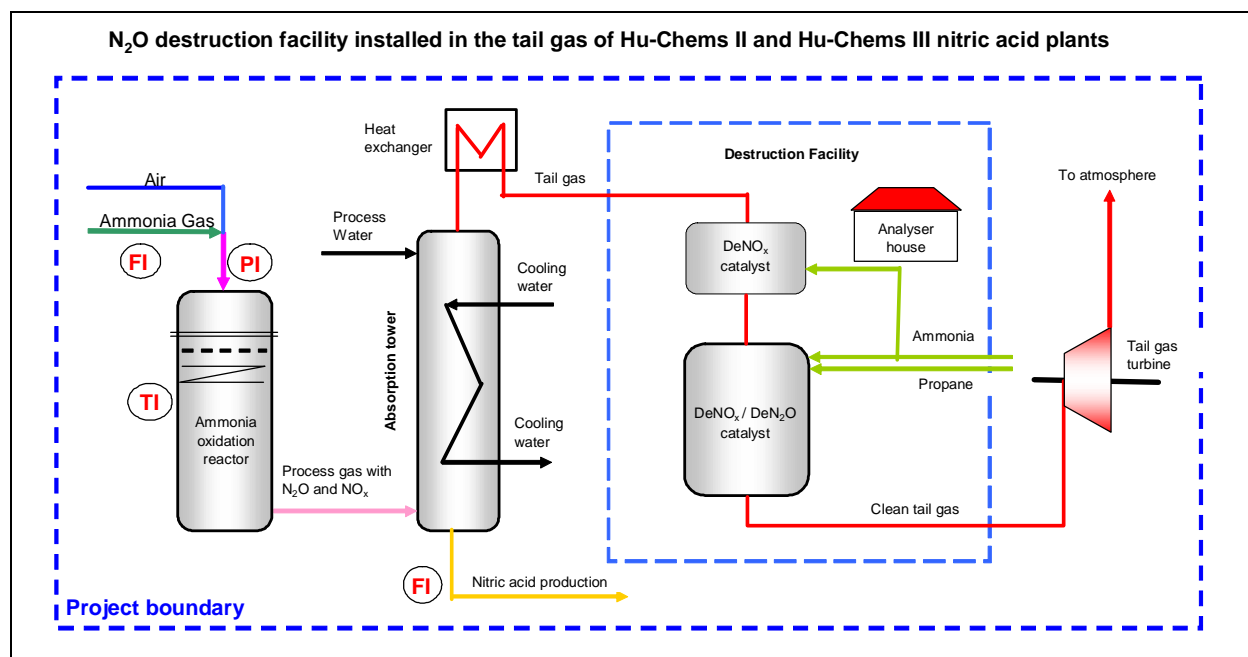 N₂O destruction facility installed in the tail gas of Hu-Chems II and Hu-Chems III nitric acid plants
Heat
exchanger
Destruction Facility
Air
Tail gas
To atmosphere
Ammonia Gas
Process
Water
Analyser
house
DeNOₓ
catalyst
FI
PI
Cooling
water
Absorption tower
Ammonia
Tail gas
turbine
Propane
TI
Ammonia
oxidation
reactor
DeNOₓ / DeN₂O
catalyst
Cooling
water
Process gas with
N₂O and NOₓ
Clean tail gas
FI
Nitric acid production
Project boundary